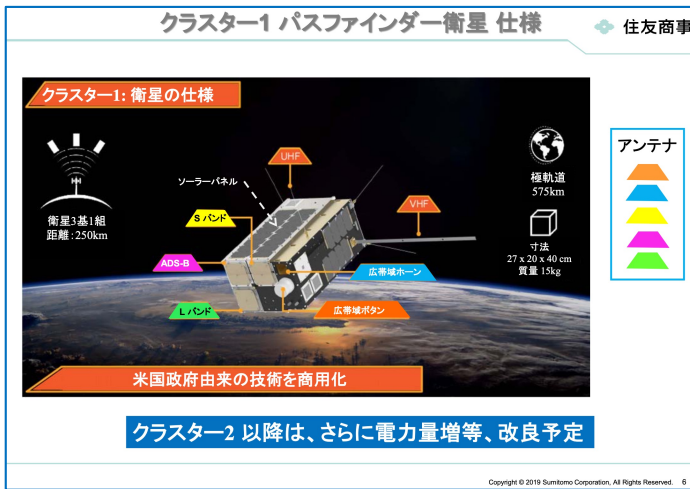 クラスター1 パスファインダー衛星 仕様
住友商事
クラスター1: 衛星の仕様
UHF
ソーラーパネル
極軌道
575km
アンテナ
VHF
S バンド
衛星3基1組
距離：250km
寸法
27 x 20 x 40 cm
質量 15kg
ADS-B
広帯域ホーン
L バンド
広帯域ボタン
米国政府由来の技術を商用化
クラスター2 以降は、さらに電力量増等、改良予定
Copyright © 2019 Sumitomo Corporation, All Rights Reserved. 6